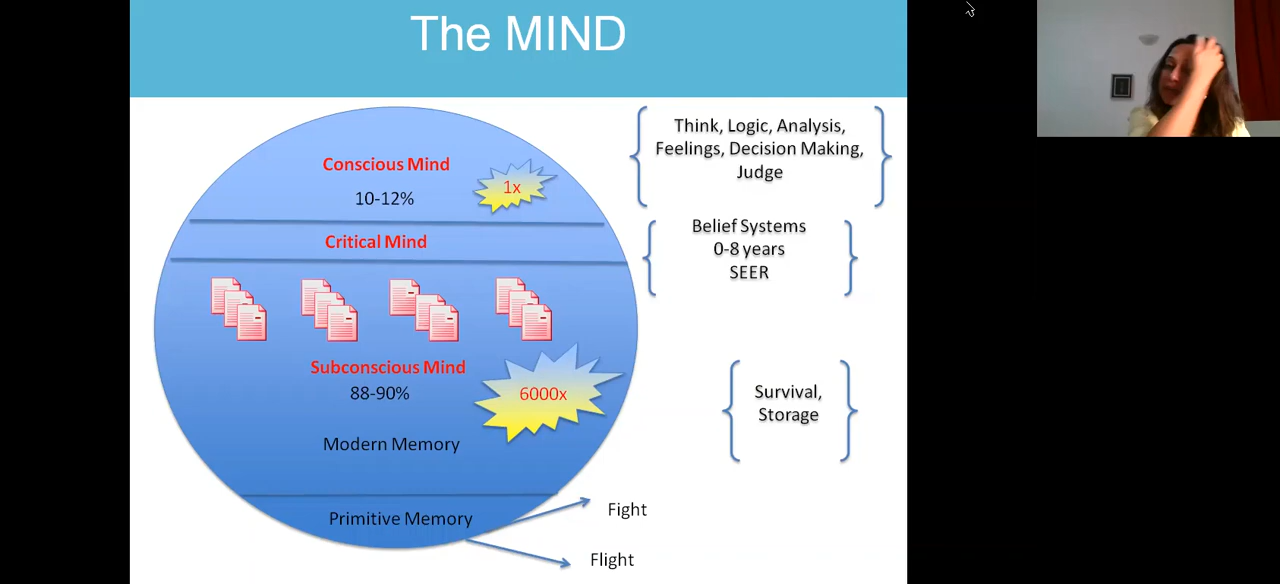 The MIND
Conscious Mind
10-12%
1x
Think, Logic, Analysis,
Feelings, Decision Making,
Judge
Critical Mind
Belief Systems
0-8 years
SEER
Subconscious Mind
88-90%
6000x
Modern Memory
Survival,
Storage
Primitive Memory
Fight
Flight